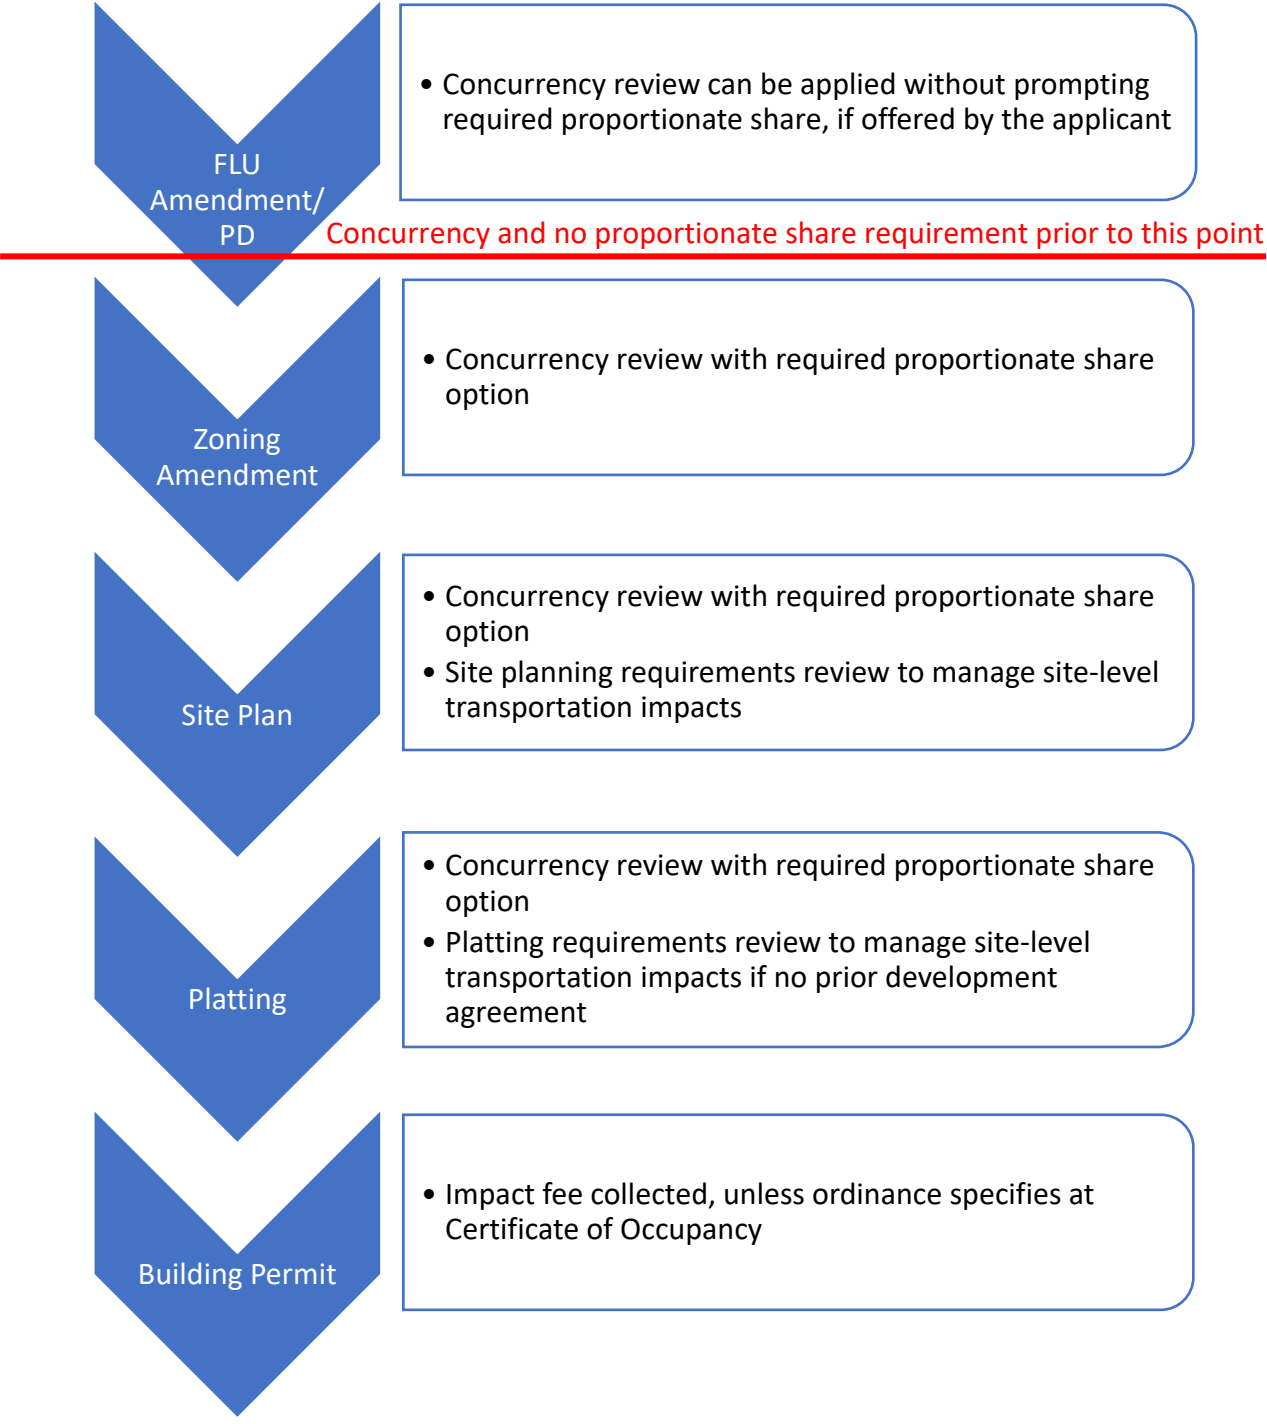 FLU
Amendment/
PD
• Concurrency review can be applied without prompting
required proportionate share, if offered by the applicant
Concurrency and no proportionate share requirement prior to this point
Zoning
Amendment
• Concurrency review with required proportionate share
option
Site Plan
• Concurrency review with required proportionate share
option
• Site planning requirements review to manage site-level
transportation impacts
Platting
• Concurrency review with required proportionate share
option
• Platting requirements review to manage site-level
transportation impacts if no prior development
agreement
Building Permit
• Impact fee collected, unless ordinance specifies at
Certificate of Occupancy